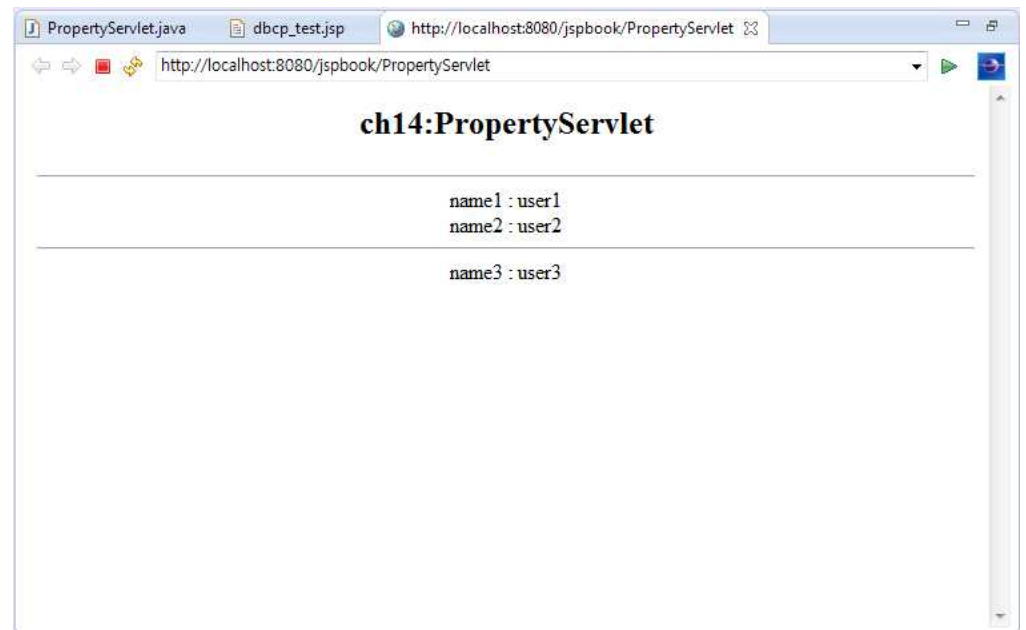 PropertyServlet.java
dbcp_test.jsp
http://localhost:8080/jspbook/PropertyServlet
http://localhost:8080/jspbook/PropertyServlet
ch14:PropertyServlet
name1 : user1
name2 : user2
name3 : user3